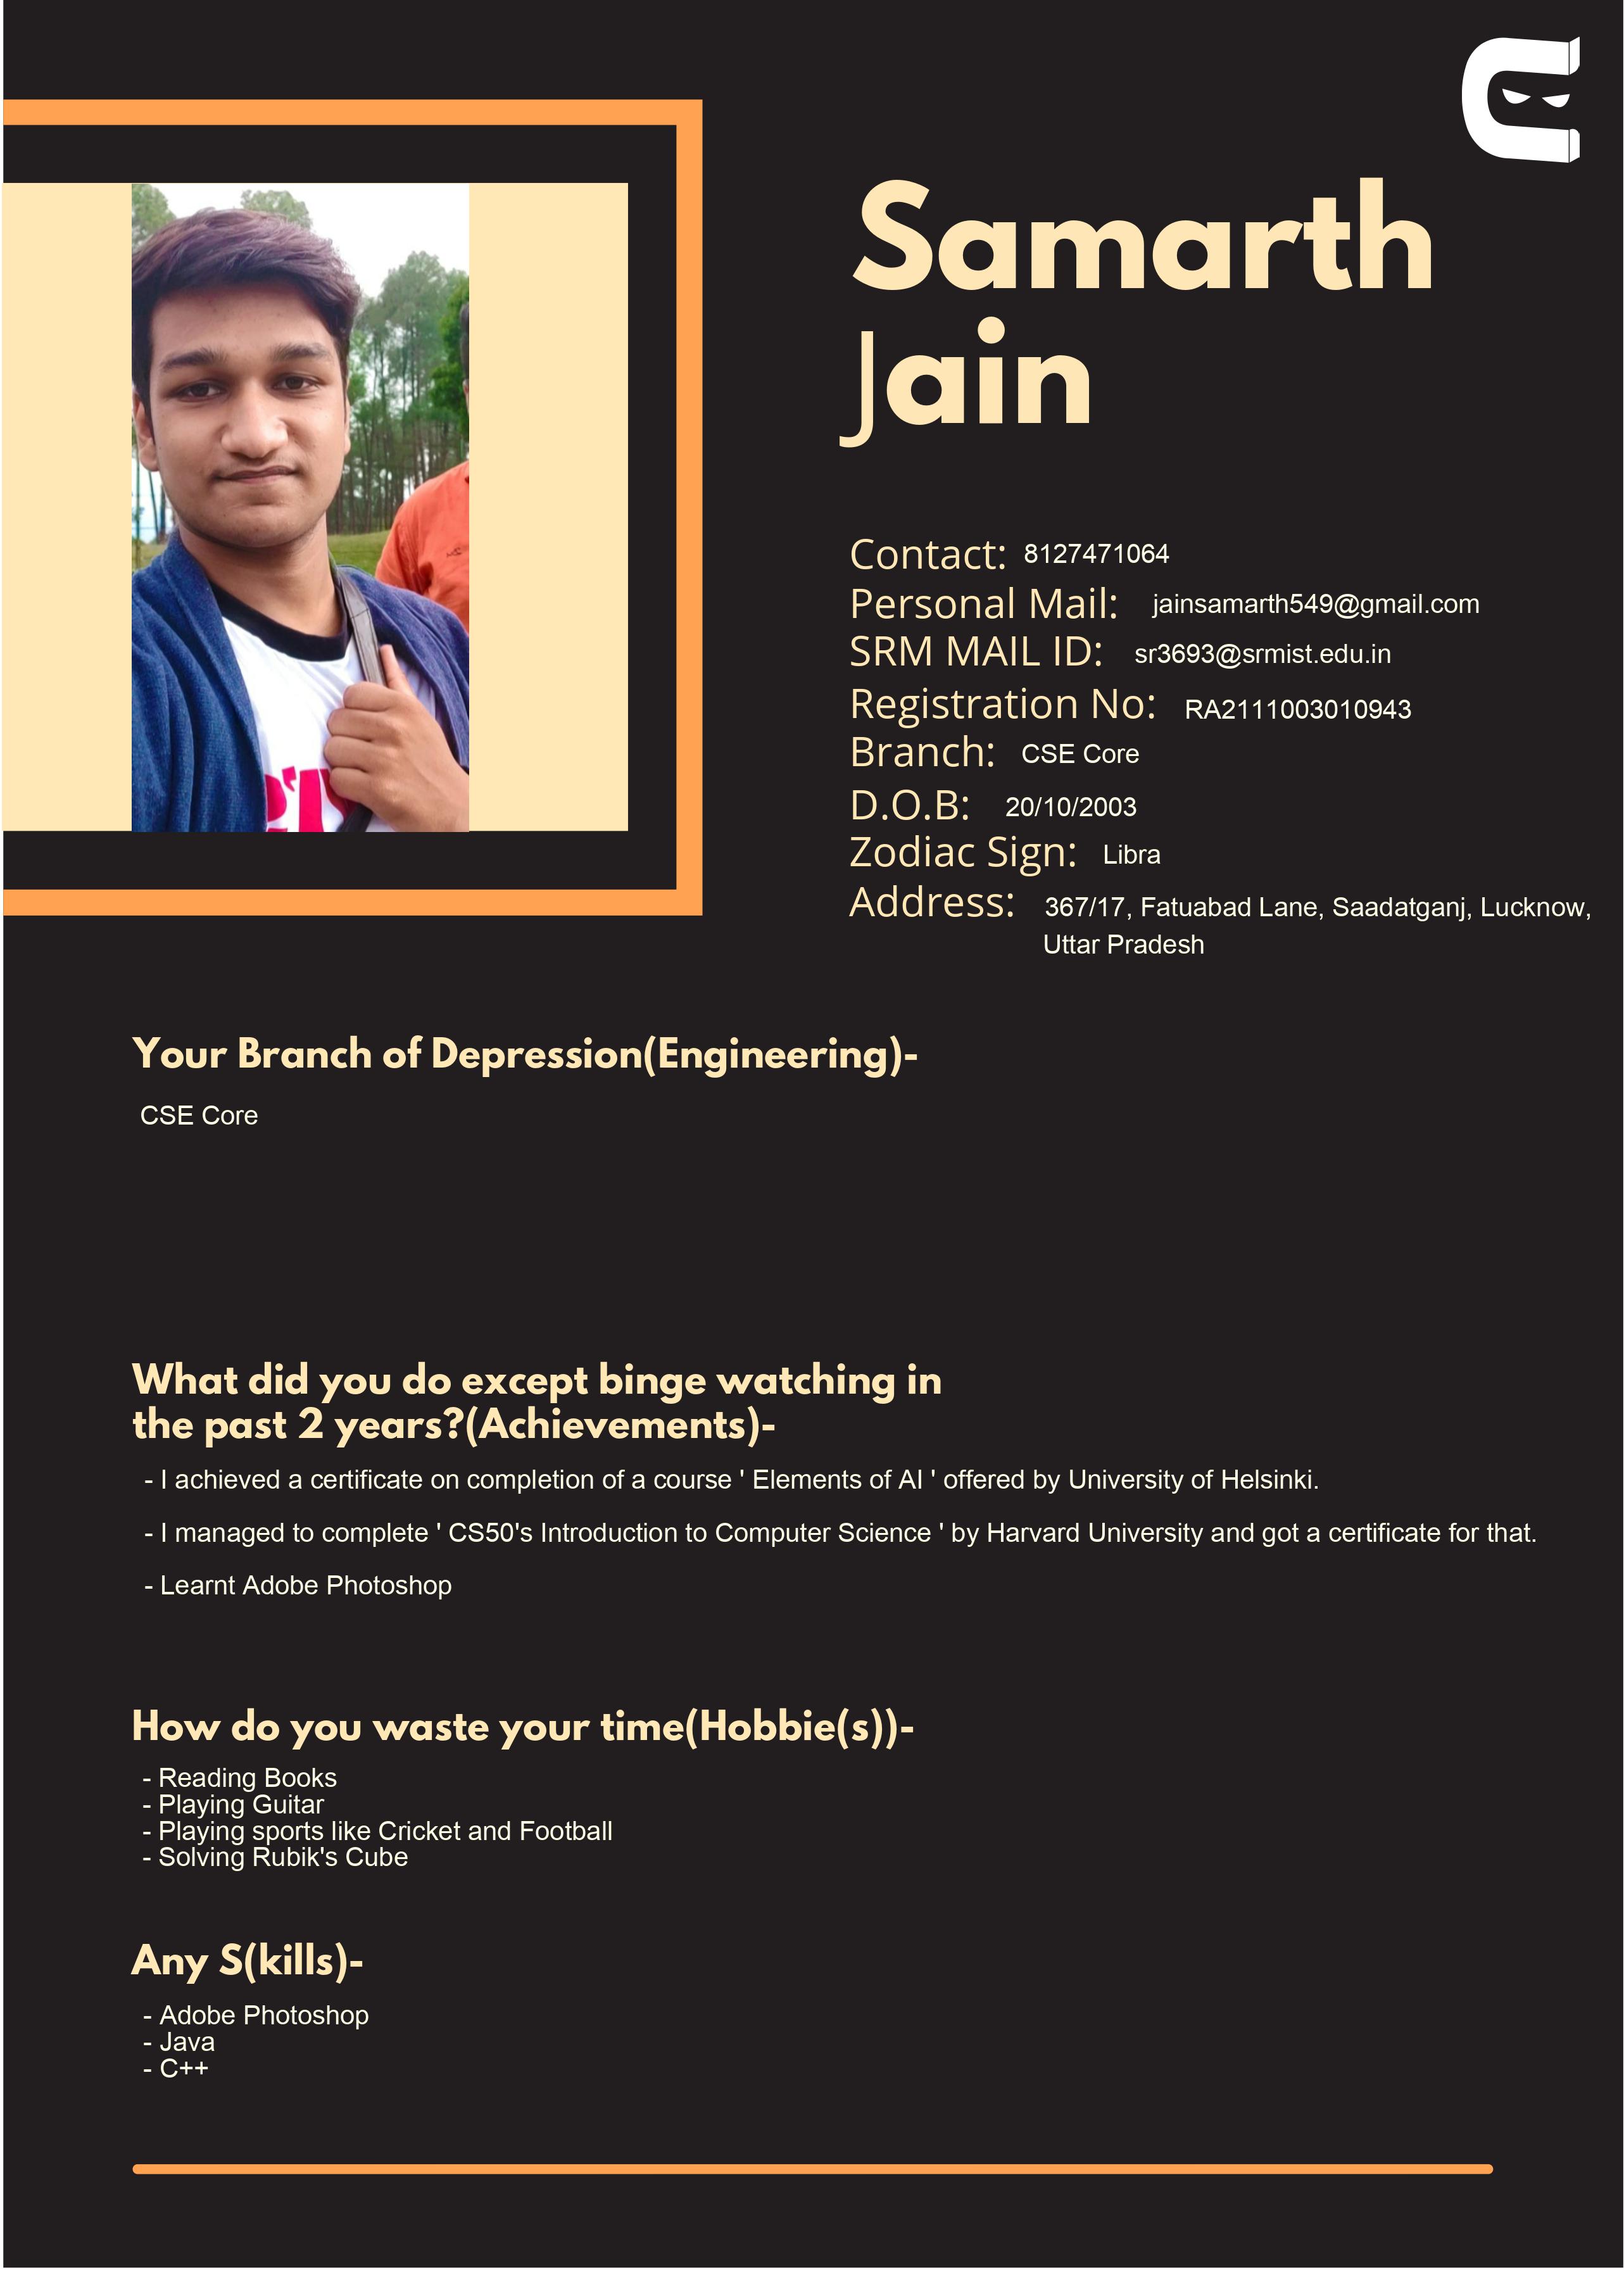 Samarth
Jain
Contact: 8127471064
Personal Mail: jainsamarth549@gmail.com
SRM MAIL ID: sr3693@srmist.edu.in
Registration No: RA2111003010943
Branch: CSE Core
D.O.B: 20/10/2003
Zodiac Sign: Libra
Address: 367/17, Fatuabad Lane, Saadatganj, Lucknow,
Uttar Pradesh
Your Branch of Depression(Engineering)-
CSE Core
What did you do except binge watching in
the past 2 years?(Achievements)-
- I achieved a certificate on completion of a course ' Elements of AI ' offered by University of Helsinki.
- I managed to complete ' CS50's Introduction to Computer Science ' by Harvard University and got a certificate for that.
- Learnt Adobe Photoshop
How do you waste your time(Hobbie(s))-
- Reading Books
- Playing Guitar
- Playing sports like Cricket and Football
- Solving Rubik's Cube
Any S(kills)-
- Adobe Photoshop
- Java
- C++